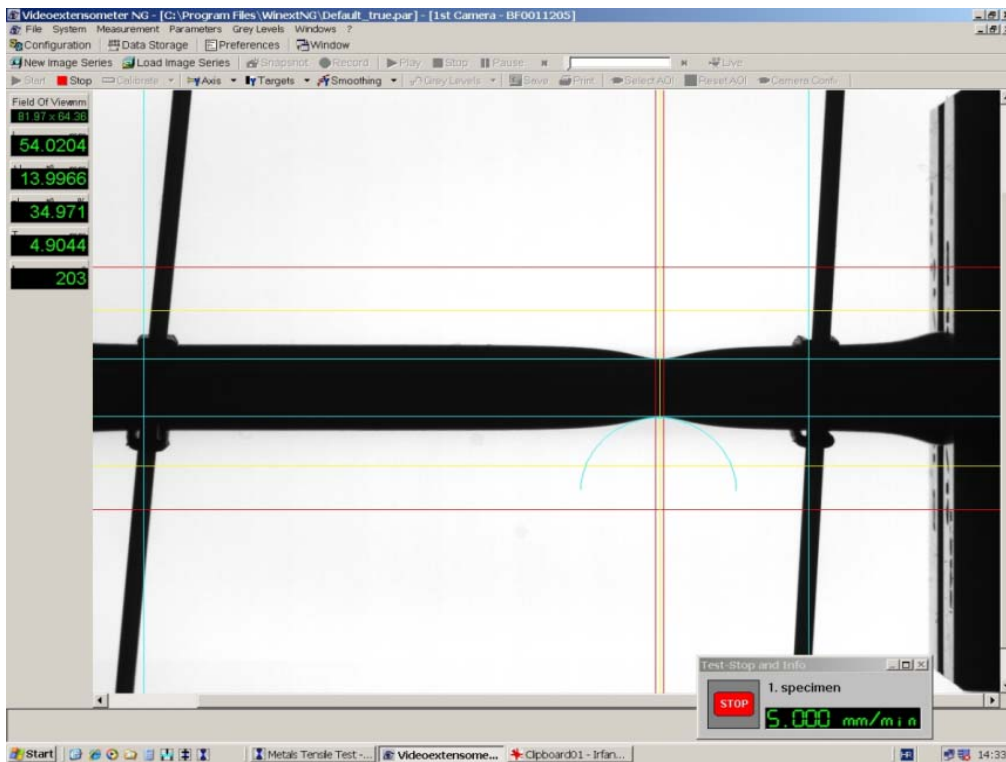 Videoextensometer NG - [C:\Program Files\WinextNG\Default_true.par] - [1st Camera - BF0011205]
File System Measurement Parameters Grey Levels Windows ?
Configuration Data Storage Preferences Window
New Image Series Load Image Series Snapshot Record Play Stop Pause Live
Start Stop Calibrate Axis Targets Smoothing Grey Levels Save Print Select AOI Reset AOI Camera Config
Field Of View mm
81.97 x 64.36
54.0204
13.9966
34.971
4.9044
203
Test-Stop and Info
1. specimen
STOP
5.000 mm/min
Start Metals Tensile Test -... Videoextensome... Clipboard01 - Irfan... 14:33